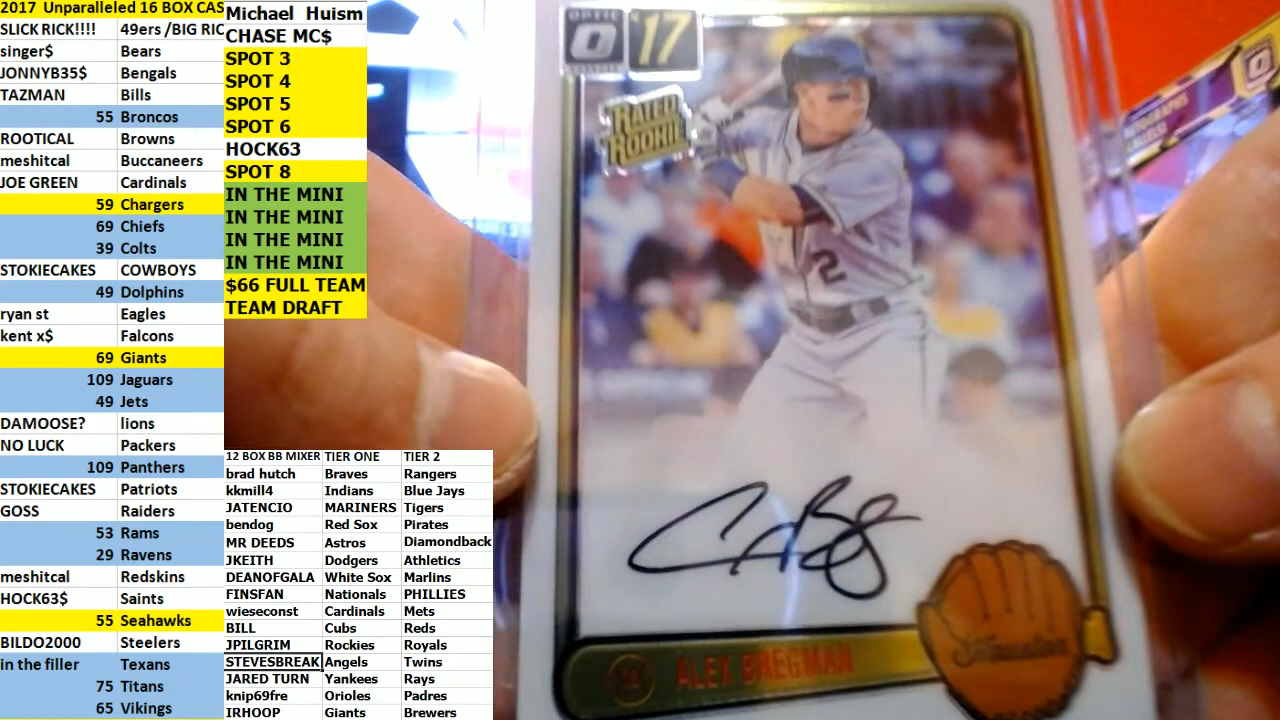 2017 Unparalleled 16 BOX CAS
SLICK RICK!!!! 49ers /BIG RIC
singer$ Bears
JONNYB35$ Bengals
TAZMAN Bills
55 Broncos
ROOTICAL Browns
meshitcal Buccaneers
JOE GREEN Cardinals
59 Chargers
69 Chiefs
39 Colts
STOKIECAKES COWBOYS
49 Dolphins
ryan st Eagles
kent x$ Falcons
69 Giants
109 Jaguars
49 Jets
DAMOOSE? lions
NO LUCK Packers
109 Panthers
STOKIECAKES Patriots
GOSS Raiders
53 Rams
29 Ravens
meshitcal Redskins
HOCK63$ Saints
55 Seahawks
BILDO2000 Steelers
in the filler Texans
75 Titans
65 Vikings
Michael Huism
CHASE MC$
SPOT 3
SPOT 4
SPOT 5
SPOT 6
HOCK63
SPOT 8
IN THE MINI
IN THE MINI
IN THE MINI
IN THE MINI
$66 FULL TEAM
TEAM DRAFT
12 BOX BB MIXER TIER ONE TIER 2
brad hutch Braves Rangers
kkmill4 Indians Blue Jays
JATENCIO MARINERS Tigers
bendog Red Sox Pirates
MR DEEDS Astros Diamondback
JKEITH Dodgers Athletics
DEANOFGALA White Sox Marlins
FINSFAN Nationals PHILLIES
wieseconst Cardinals Mets
BILL Cubs Reds
JPILGRIM Rockies Royals
STEVESBREAK Angels Twins
JARED TURN Yankees Rays
knip69fre Orioles Padres
IRHOOP Giants Brewers
OPTIC
O '17
RATED
ROOKIE
2
Signatures
ALEX BREGMAN